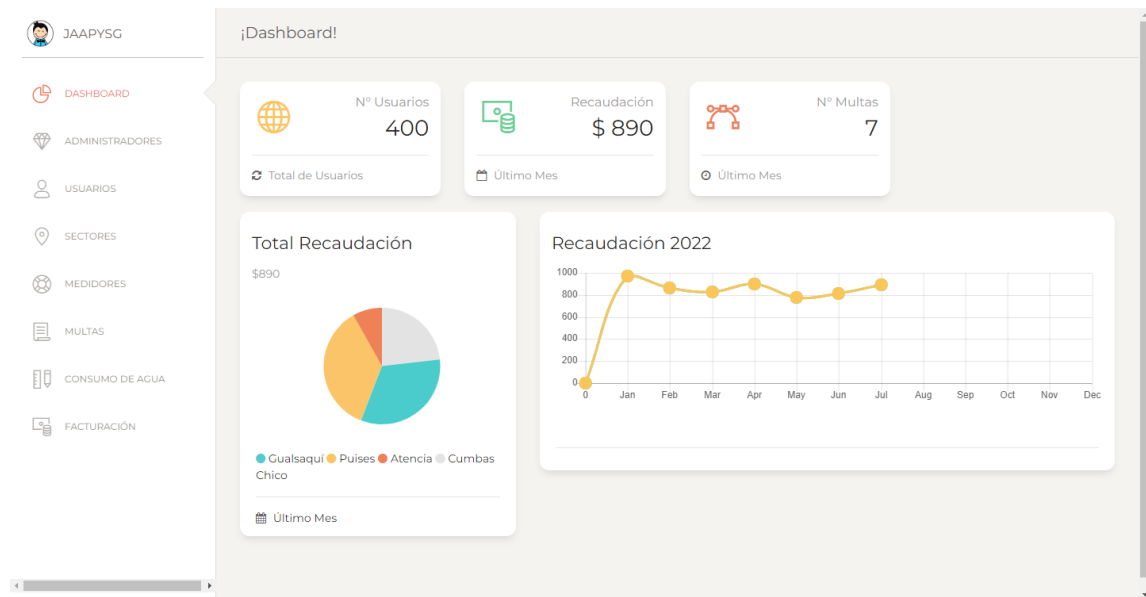 JAAPYSG
DASHBOARD
ADMINISTRADORES
USUARIOS
SECTORES
MEDIDORES
MULTAS
CONSUMO DE AGUA
FACTURACIÓN
¡Dashboard!
N° Usuarios
400
Total de Usuarios
Recaudación
$ 890
Último Mes
N° Multas
7
Último Mes
Total Recaudación
$890
Gualsaquí Puises Atencia Cumbas
Chico
Último Mes
Recaudación 2022
1000
800
600
400
200
0
0 Jan Feb Mar Apr May Jun Jul Aug Sep Oct Nov Dec